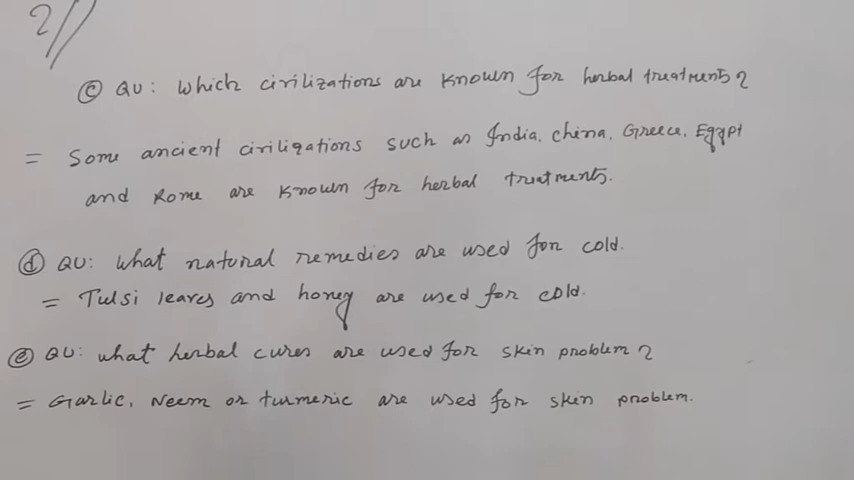 2//
(c) QU: which civilizations are known for herbal treatments?
= Some ancient civilizations such as India, china, Greece, Egypt
and Rome are known for herbal treatments.
(d) QU: what natural remedies are used for cold.
= Tulsi leaves and honey are used for cold.
(e) QU: what herbal cures are used for skin problem?
= Garlic, Neem or turmeric are used for skin problem.